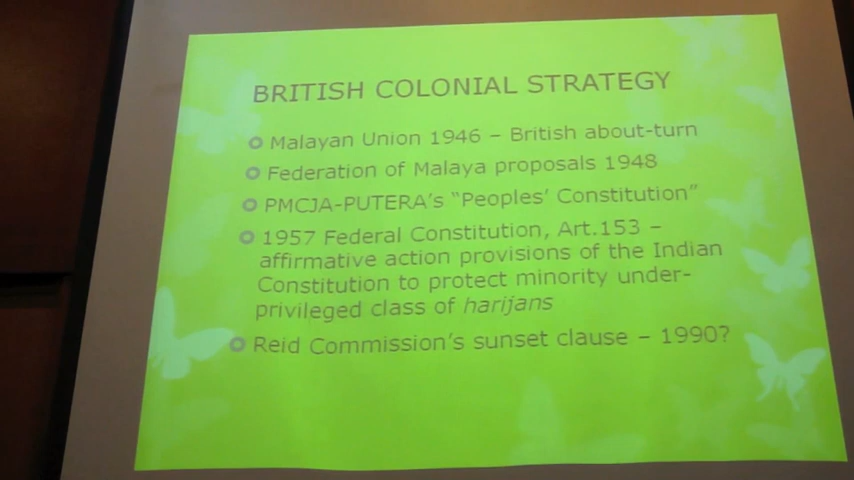 BRITISH COLONIAL STRATEGY
Malayan Union 1946 – British about-turn
Federation of Malaya proposals 1948
PMCJA-PUTERA's "Peoples' Constitution"
1957 Federal Constitution, Art.153 –
affirmative action provisions of the Indian
Constitution to protect minority under-
privileged class of harijans
Reid Commission's sunset clause – 1990?